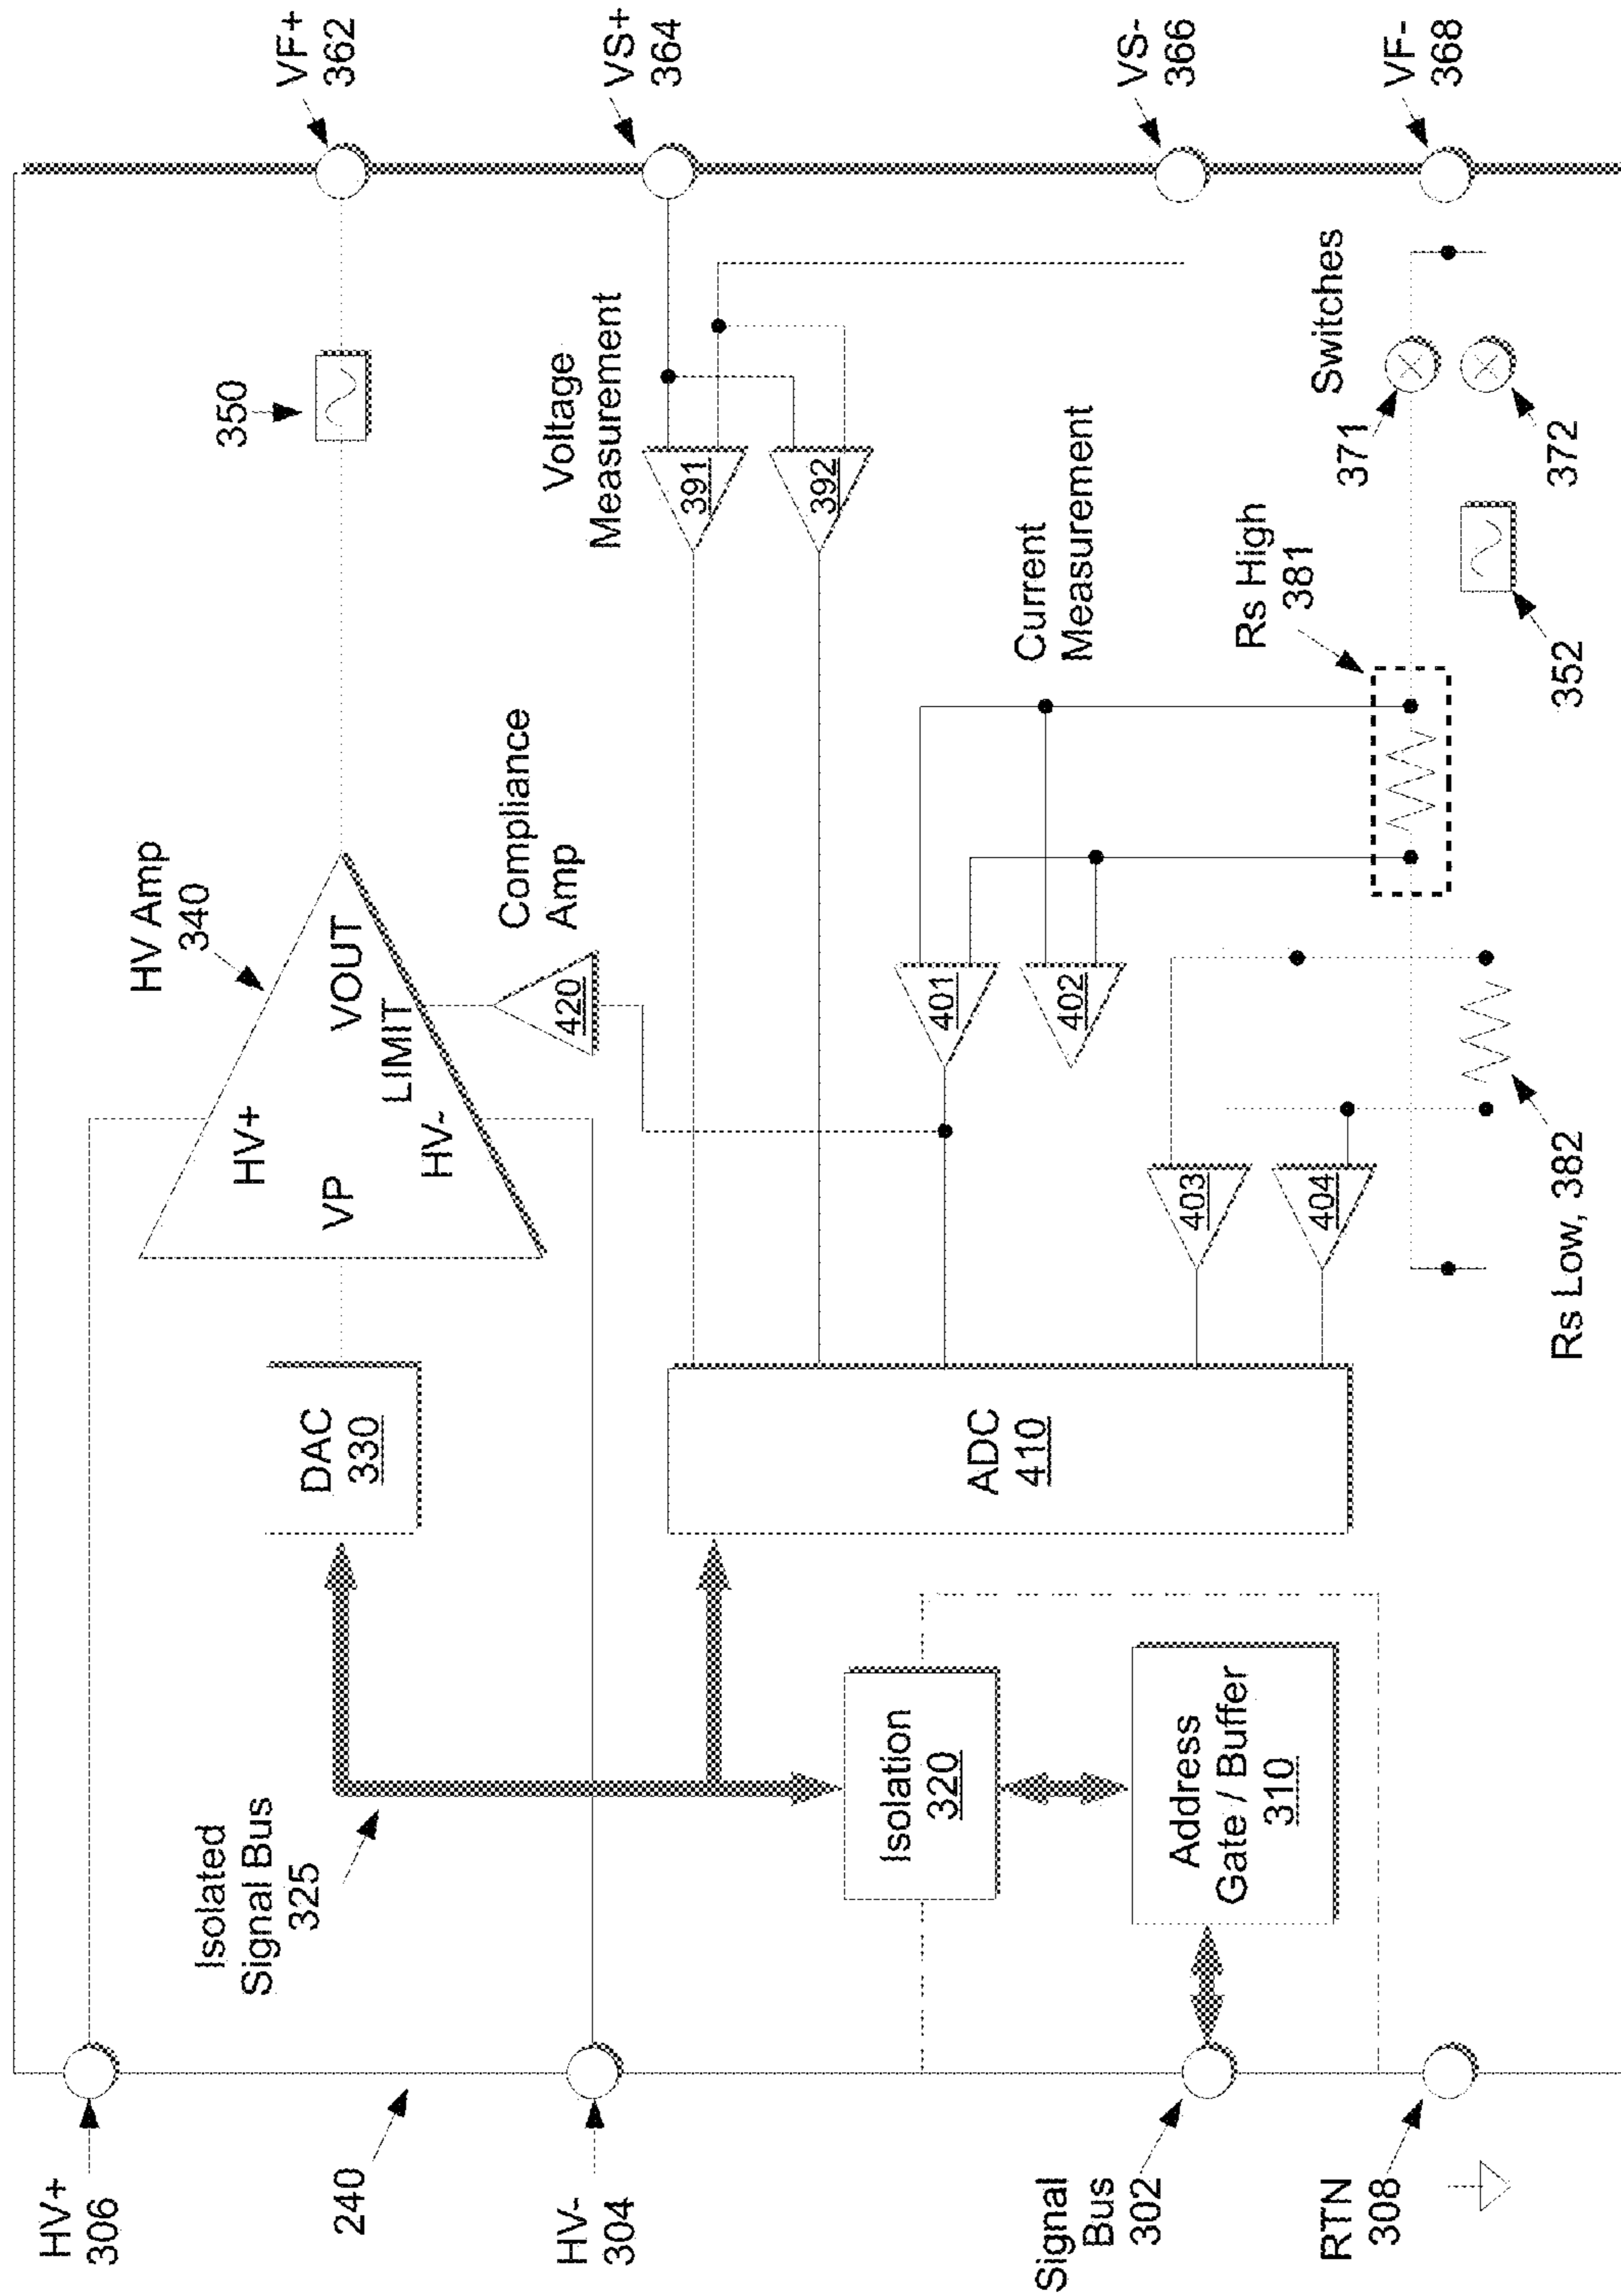 HV+
306
240
HV-
304
Signal
Bus
302
RTN
308
Isolated
Signal Bus
325
Isolation
320
Address
Gate / Buffer
310
DAC
330
ADC
410
HV Amp
340
HV+
VP
VOUT
LIMIT
HV-
Compliance
Amp
420
350
Voltage
Measurement
391
392
Current
Measurement
401
402
403
404
Rs High
381
Rs Low, 382
352
Switches
371
372
VF+
362
VS+
364
VS-
366
VF-
368